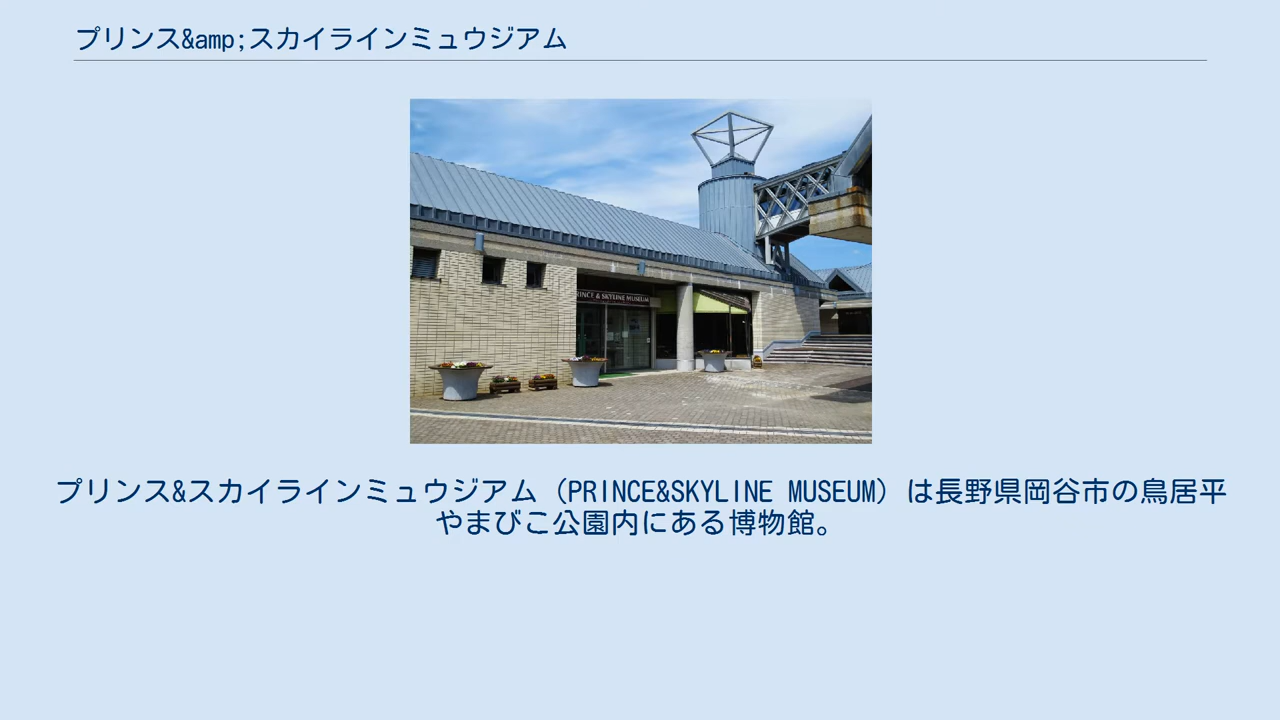 プリンス&amp;スカイラインミュウジアム
PRINCE & SKYLINE MUSEUM
プリンス&スカイラインミュウジアム（PRINCE&SKYLINE MUSEUM）は長野県岡谷市の鳥居平
やまびこ公園内にある博物館。